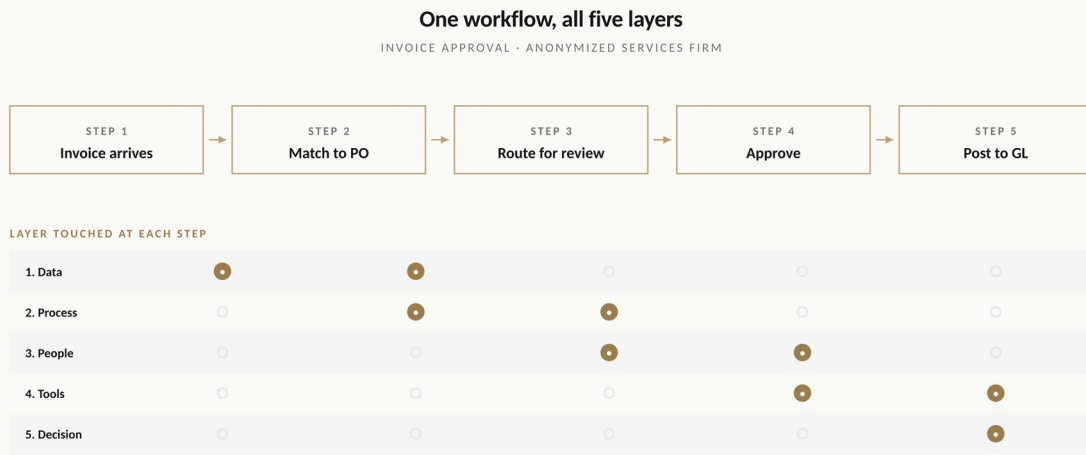 One workflow, all five layers
INVOICE APPROVAL · ANONYMIZED SERVICES FIRM
STEP 1
Invoice arrives
STEP 2
Match to PO
STEP 3
Route for review
STEP 4
Approve
STEP 5
Post to GL
LAYER TOUCHED AT EACH STEP
1. Data
2. Process
3. People
4. Tools
5. Decision